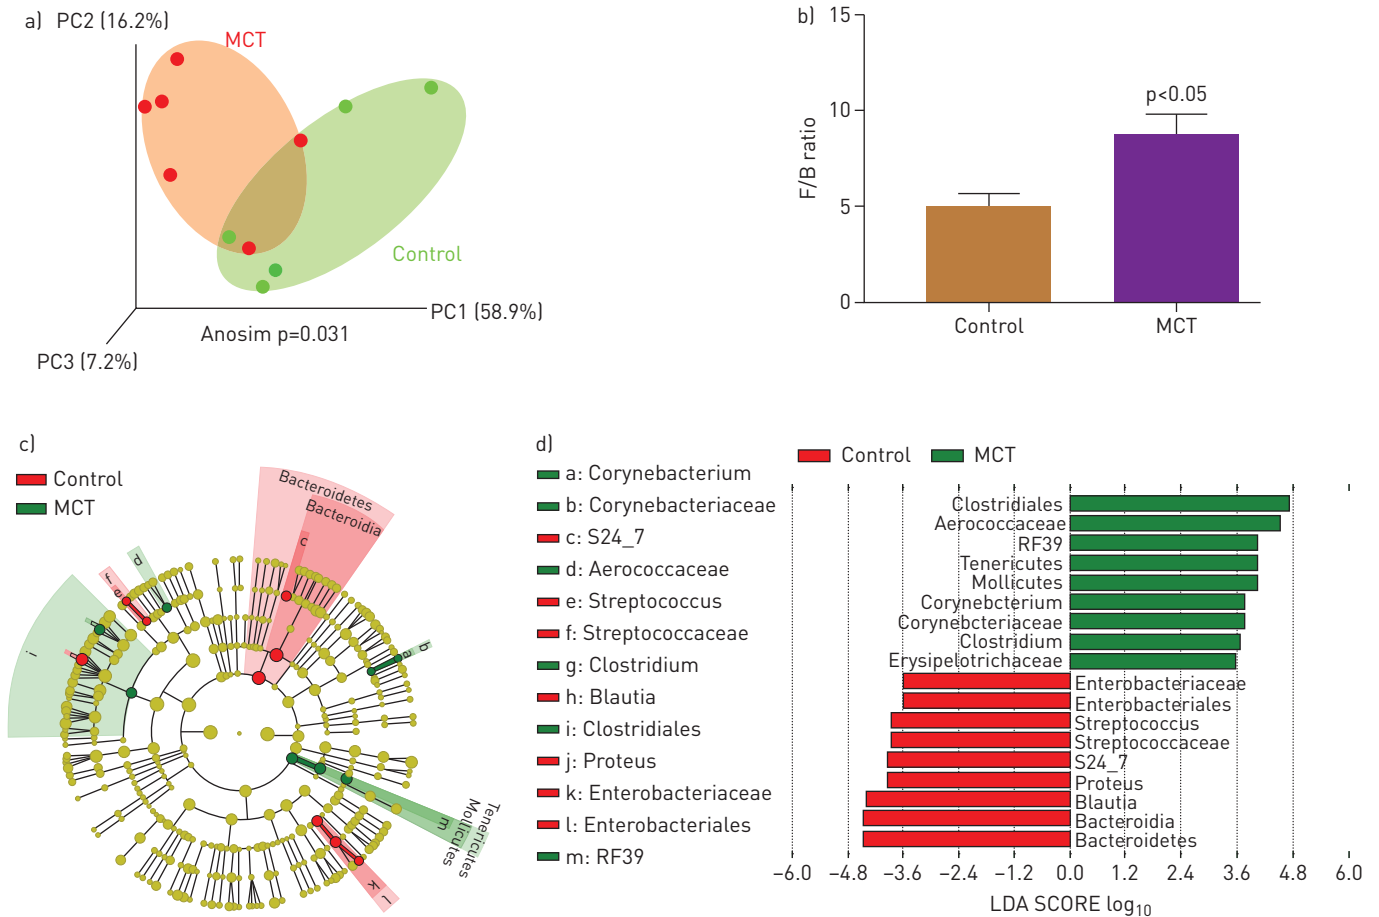 a)
PC2 (16.2%)
MCT
Control
PC1 (58.9%)
Anosim p=0.031
PC3 (7.2%)
b)
15
10
5
0
F/B ratio
p<0.05
Control
MCT
c)
Control
MCT
Bacteroidetes
Bacteroidia
c
d
f
e
i
a
b
Tenericutes
Mollicutes
m
k
l
d)
a: Corynebacterium
b: Corynebacteriaceae
c: S24_7
d: Aerococcaceae
e: Streptococcus
f: Streptococcaceae
g: Clostridium
h: Blautia
i: Clostridiales
j: Proteus
k: Enterobacteriaceae
l: Enterobacteriales
m: RF39
Control
MCT
Clostridiales
Aerococcaceae
RF39
Tenericutes
Mollicutes
Corynebcterium
Corynebcteriaceae
Clostridium
Erysipelotrichaceae
Enterobacteriaceae
Enterobacteriales
Streptococcus
Streptococcaceae
S24_7
Proteus
Blautia
Bacteroidia
Bacteroidetes
−6.0 −4.8 −3.6 −2.4 −1.2 0.0 1.2 2.4 3.6 4.8 6.0
LDA SCORE log10